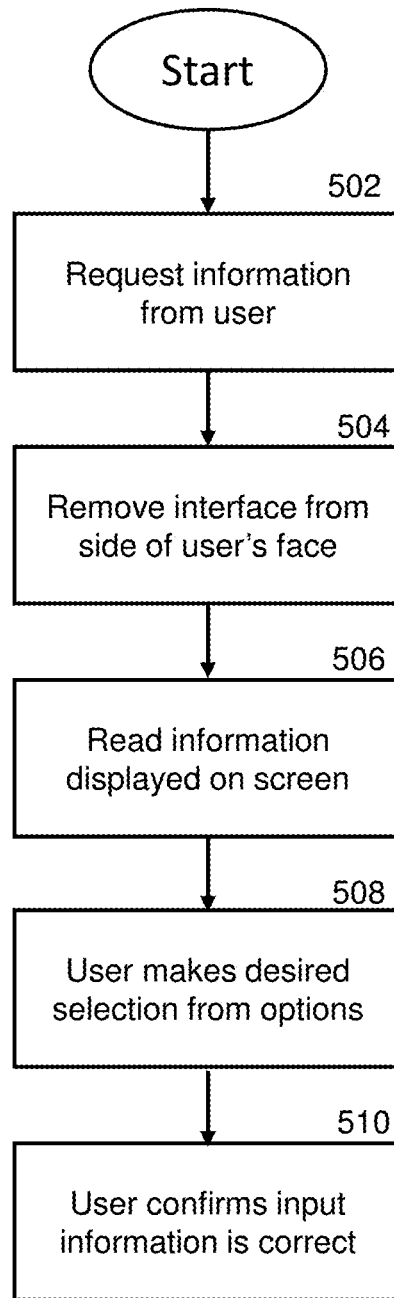 Start
502
Request information
from user
504
Remove interface from
side of user's face
506
Read information
displayed on screen
508
User makes desired
selection from options
510
User confirms input
information is correct